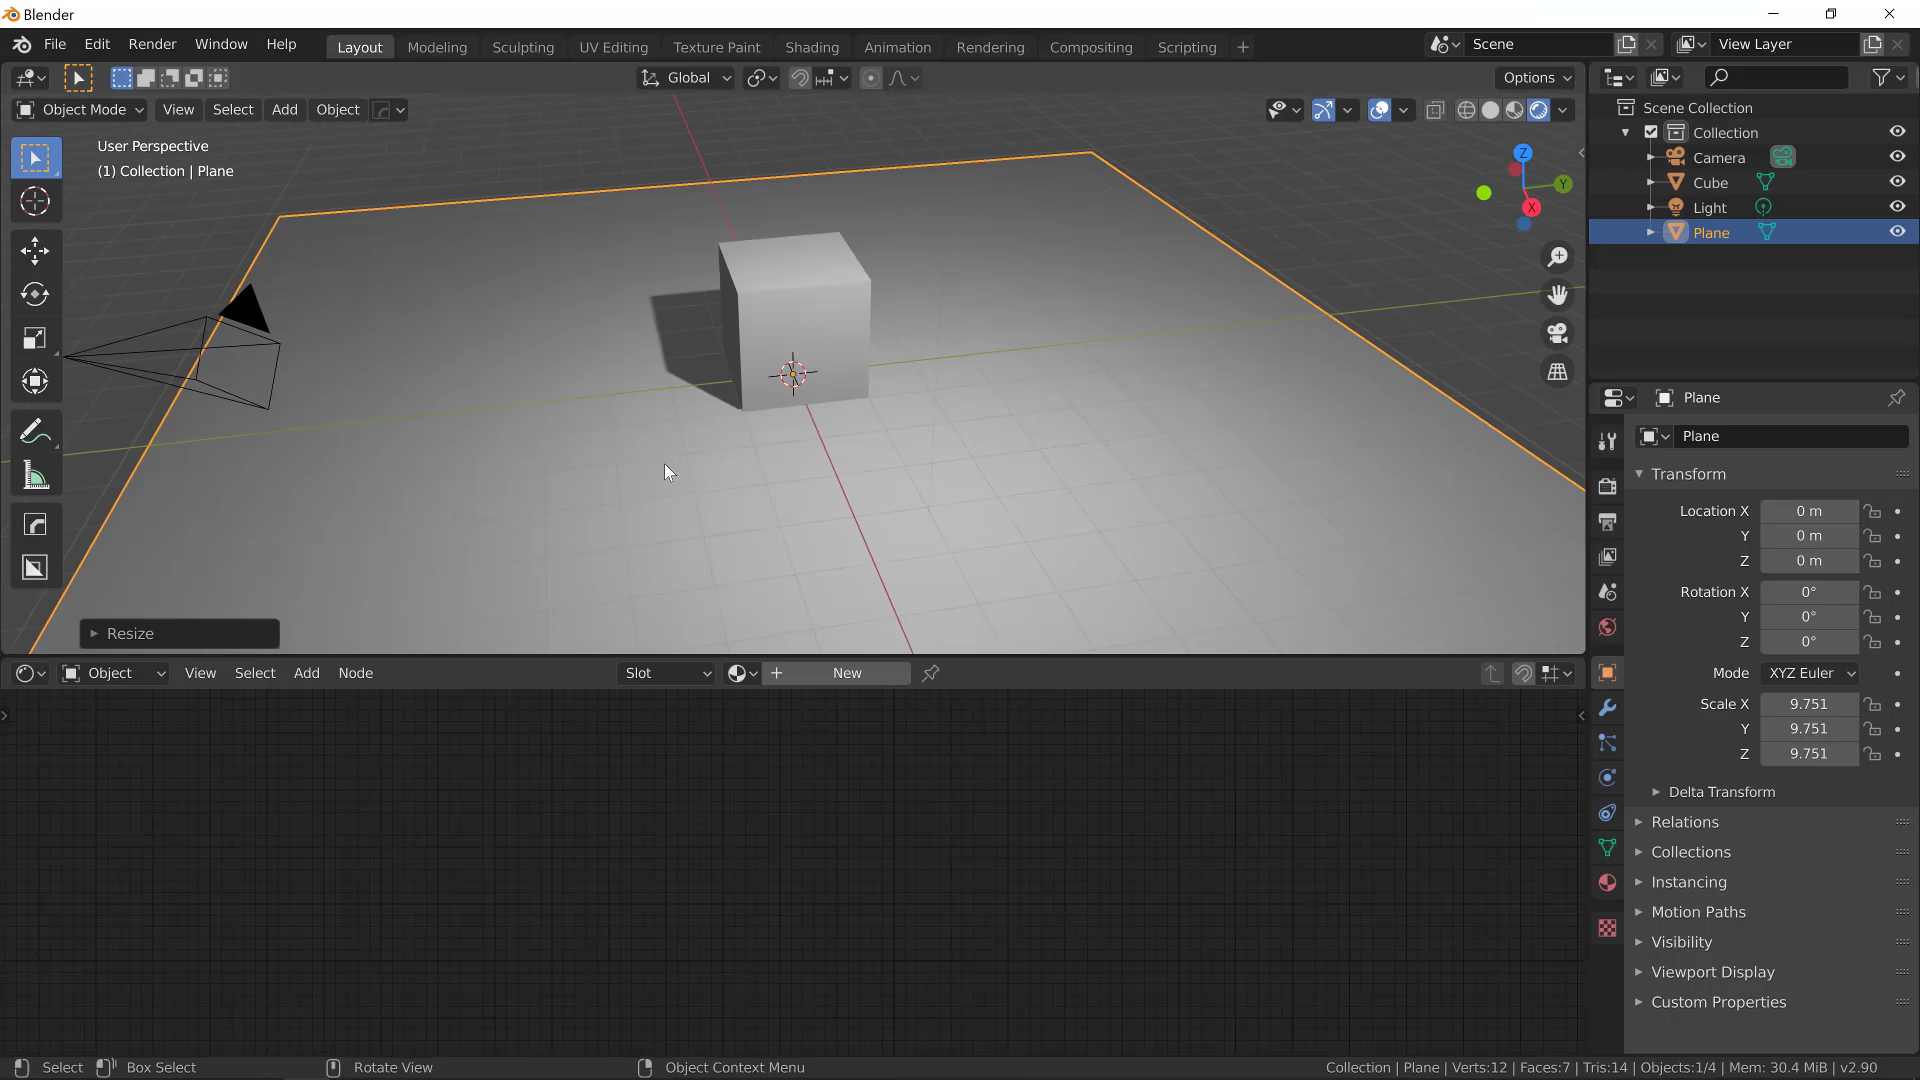 Blender
File Edit Render Window Help Layout Modeling Sculpting UV Editing Texture Paint Shading Animation Rendering Compositing Scripting + Scene View Layer
Global Options
Object Mode View Select Add Object
User Perspective
(1) Collection | Plane
Z
Y
X
Resize
Scene Collection
Collection
Camera
Cube
Light
Plane
Plane
Plane
Transform
Location X 0 m
Y 0 m
Z 0 m
Rotation X 0°
Y 0°
Z 0°
Mode XYZ Euler
Scale X 9.751
Y 9.751
Z 9.751
Delta Transform
Relations
Collections
Instancing
Motion Paths
Visibility
Viewport Display
Custom Properties
Object View Select Add Node Slot + New
Select Box Select Rotate View Object Context Menu Collection | Plane | Verts:12 | Faces:7 | Tris:14 | Objects:1/4 | Mem: 30.4 MiB | v2.90